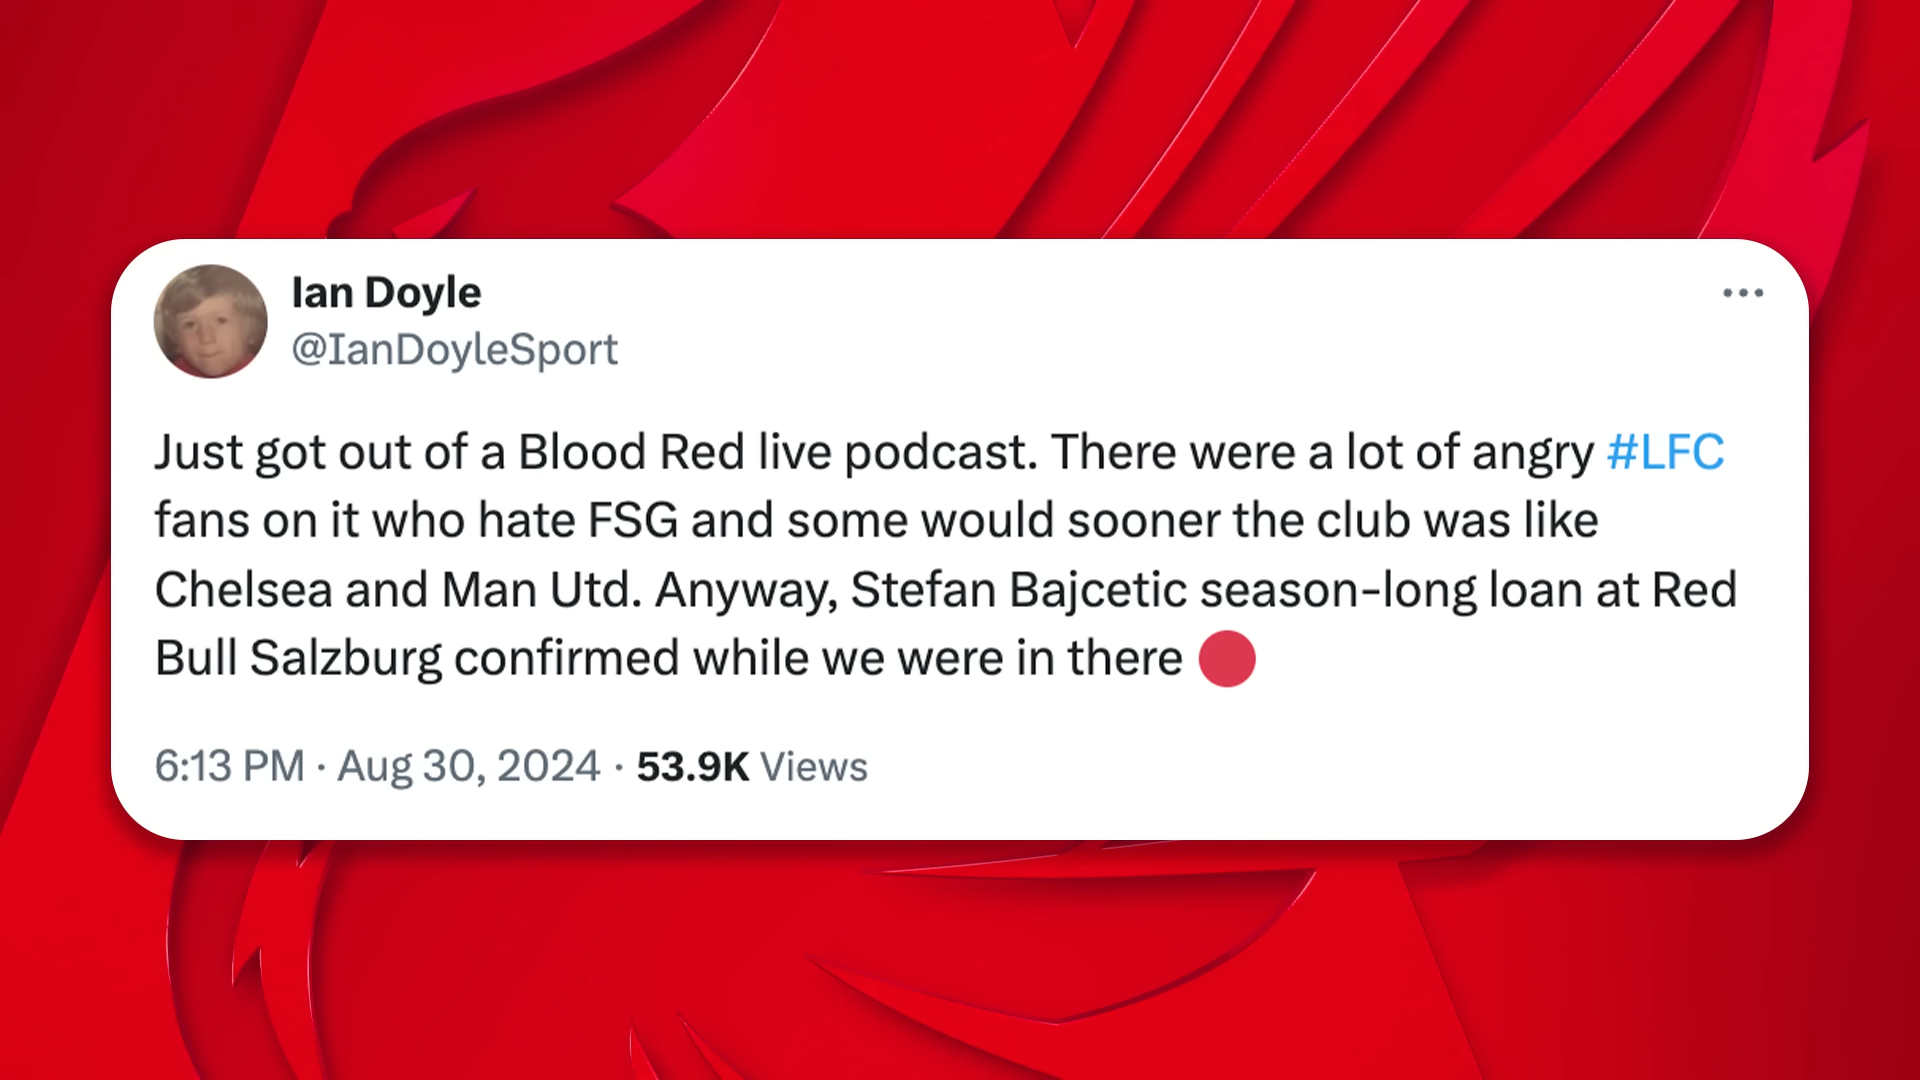 Ian Doyle
@IanDoyleSport
Just got out of a Blood Red live podcast. There were a lot of angry #LFC
fans on it who hate FSG and some would sooner the club was like
Chelsea and Man Utd. Anyway, Stefan Bajcetic season-long loan at Red
Bull Salzburg confirmed while we were in there 🔴
6:13 PM · Aug 30, 2024 · 53.9K Views